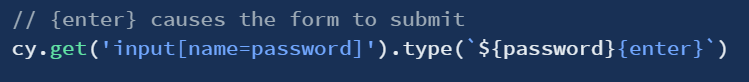 // {enter} causes the form to submit
cy.get('input[name=password]').type(`${password}{enter}`)